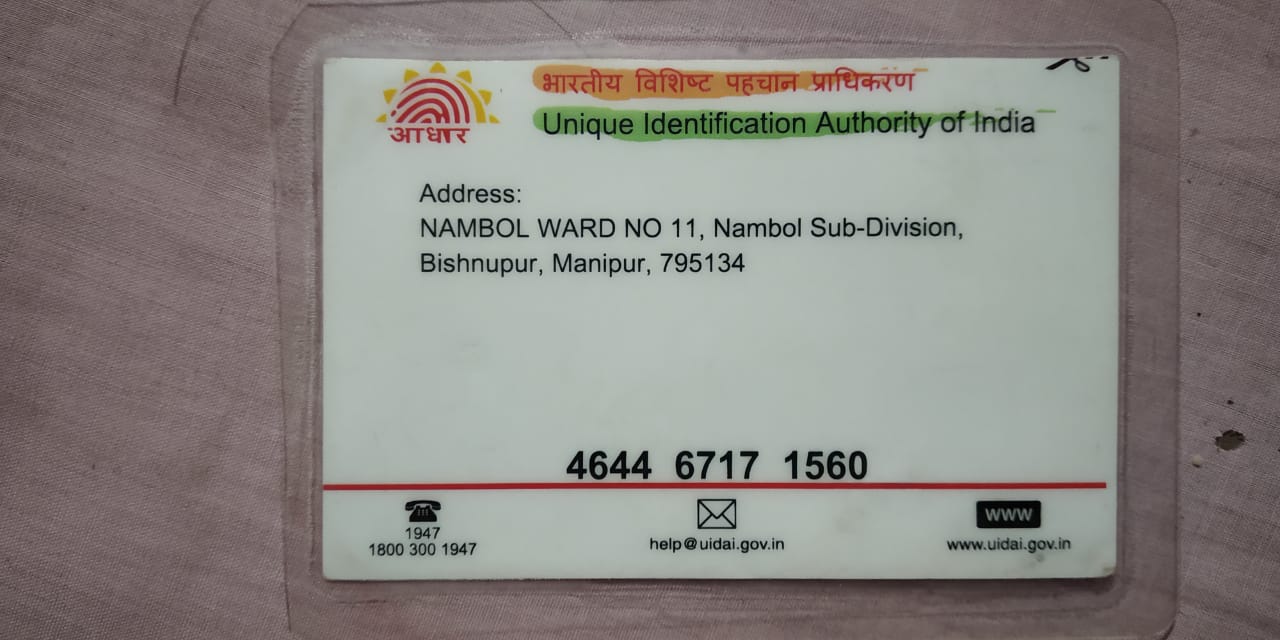 भारतीय विशिष्ट पहचान प्राधिकरण
Unique Identification Authority of India
आधार
Address:
NAMBOL WARD NO 11, Nambol Sub-Division,
Bishnupur, Manipur, 795134
4644 6717 1560
1947
1800 300 1947
help@uidai.gov.in
WWW
www.uidai.gov.in